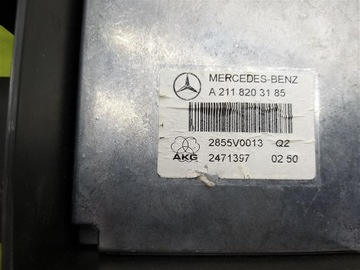 MERCEDES-BENZ
A 211 820 31 85
2855V0013 Q2
AKG 2471397 02 50